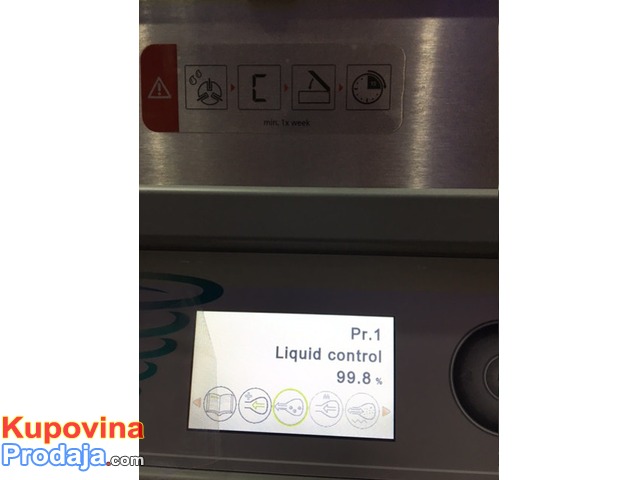 C
min. 1x week
Pr.1
Liquid control
99.8 %
Kupovina
Prodaja.com